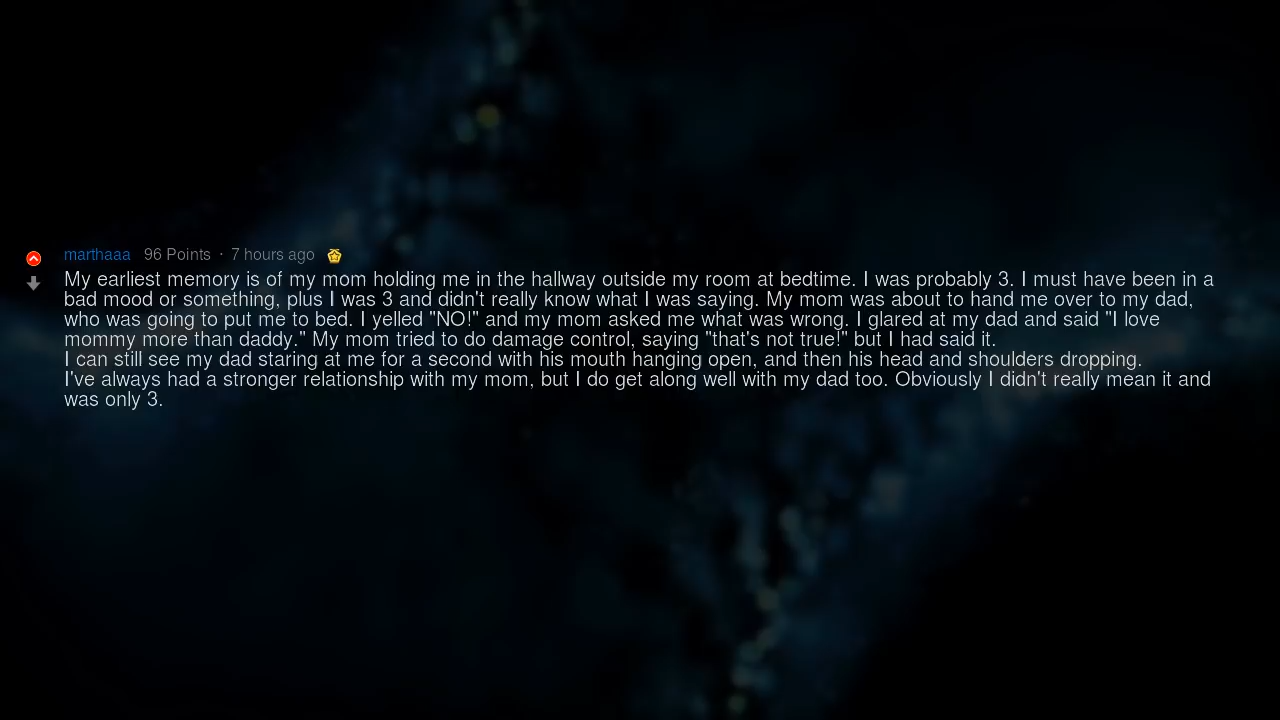 marthaaa 96 Points · 7 hours ago
My earliest memory is of my mom holding me in the hallway outside my room at bedtime. I was probably 3. I must have been in a
bad mood or something, plus I was 3 and didn't really know what I was saying. My mom was about to hand me over to my dad,
who was going to put me to bed. I yelled "NO!" and my mom asked me what was wrong. I glared at my dad and said "I love
mommy more than daddy." My mom tried to do damage control, saying "that's not true!" but I had said it.
I can still see my dad staring at me for a second with his mouth hanging open, and then his head and shoulders dropping.
I've always had a stronger relationship with my mom, but I do get along well with my dad too. Obviously I didn't really mean it and
was only 3.